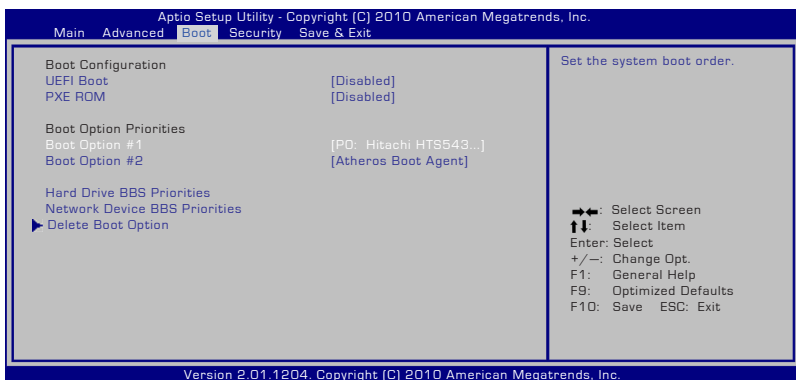 Aptio Setup Utility - Copyright (C) 2010 American Megatrends, Inc.
Main Advanced Boot Security Save & Exit
Boot Configuration
UEFI Boot [Disabled]
PXE ROM [Disabled]
Boot Option Priorities
Boot Option #1 [P0: Hitachi HTS543...]
Boot Option #2 [Atheros Boot Agent]
Hard Drive BBS Priorities
Network Device BBS Priorities
Delete Boot Option
Set the system boot order.
→←: Select Screen
↑↓: Select Item
Enter: Select
+/—: Change Opt.
F1: General Help
F9: Optimized Defaults
F10: Save ESC: Exit
Version 2.01.1204. Copyright (C) 2010 American Megatrends, Inc.